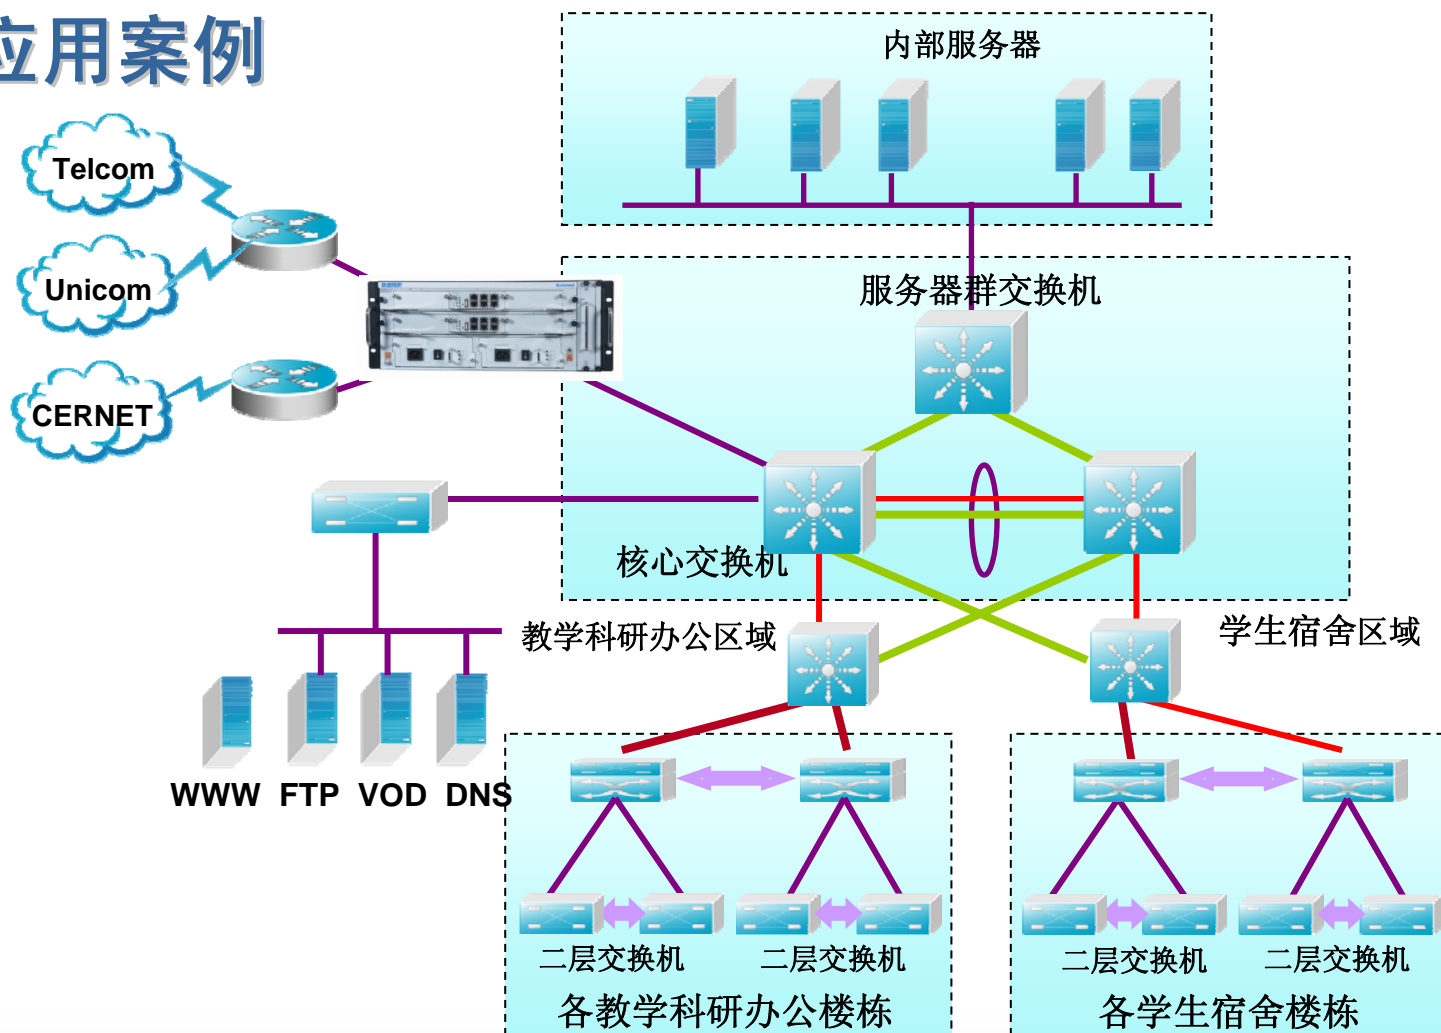 应用案例
内部服务器
Telcom
Unicom
CERNET
服务器群交换机
核心交换机
教学科研办公区域
学生宿舍区域
WWW FTP VOD DNS
二层交换机 二层交换机
二层交换机 二层交换机
各教学科研办公楼栋
各学生宿舍楼栋